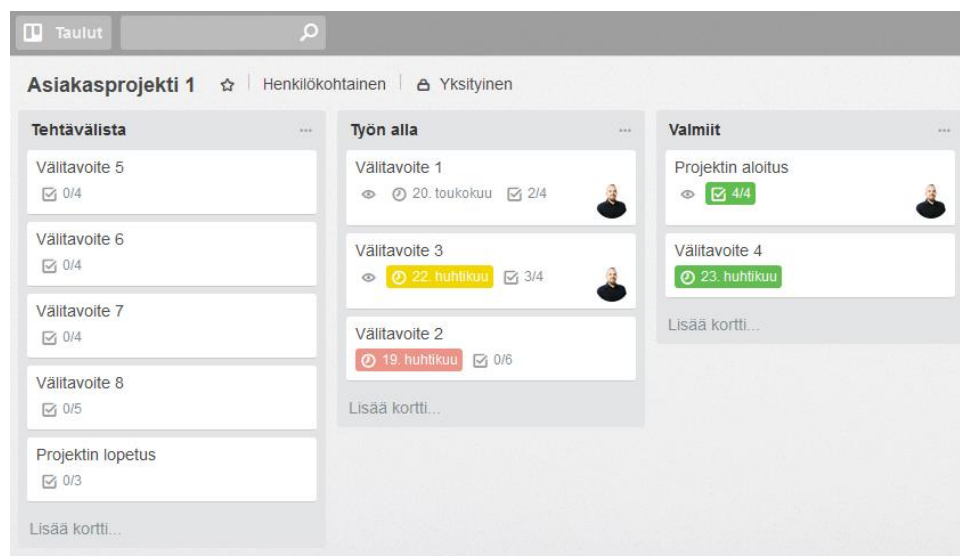 Taulut
Asiakasprojekti 1 Henkilökohtainen Yksityinen
Tehtävälista
Välitavoite 5
0/4
Välitavoite 6
0/4
Välitavoite 7
0/4
Välitavoite 8
0/5
Projektin lopetus
0/3
Lisää kortti...
Työn alla
Välitavoite 1
20. toukokuu 2/4
Välitavoite 3
22. huhtikuu 3/4
Välitavoite 2
19. huhtikuu 0/6
Lisää kortti...
Valmiit
Projektin aloitus
4/4
Välitavoite 4
23. huhtikuu
Lisää kortti...